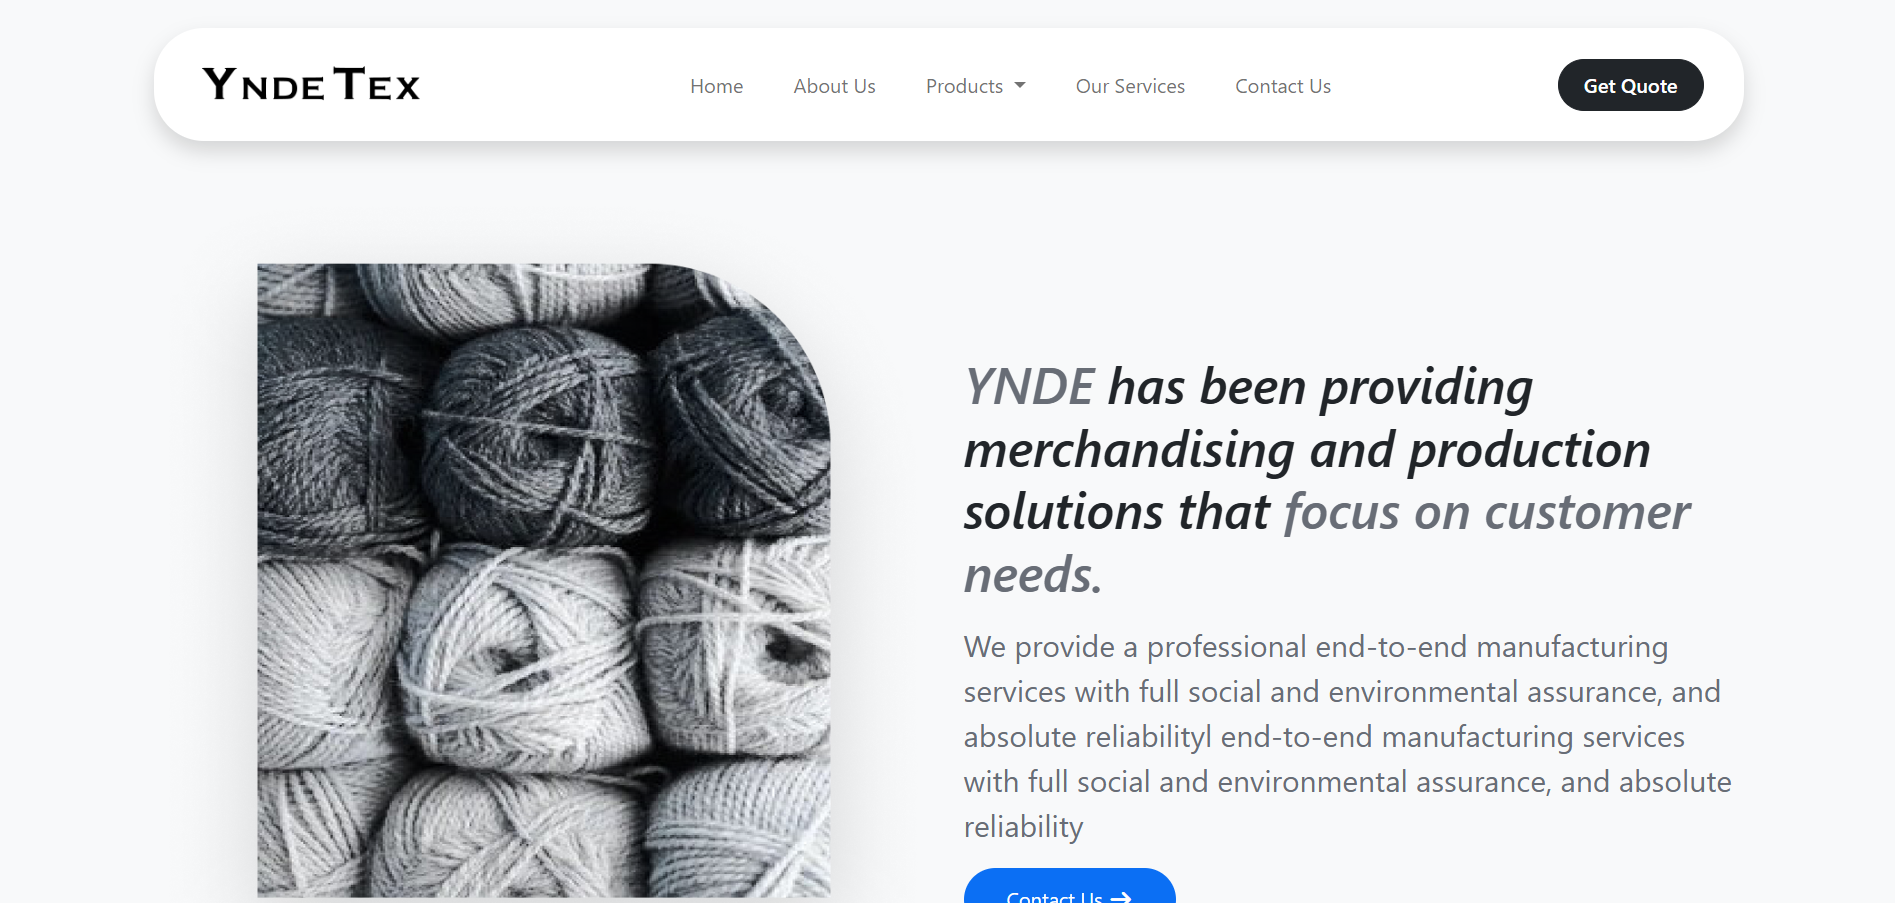 YNDE TEX
Home
About Us
Products
Our Services
Contact Us
Get Quote
YNDE has been providing
merchandising and production
solutions that focus on customer
needs.
We provide a professional end-to-end manufacturing
services with full social and environmental assurance, and
absolute reliabilityl end-to-end manufacturing services
with full social and environmental assurance, and absolute
reliability
Contact Us